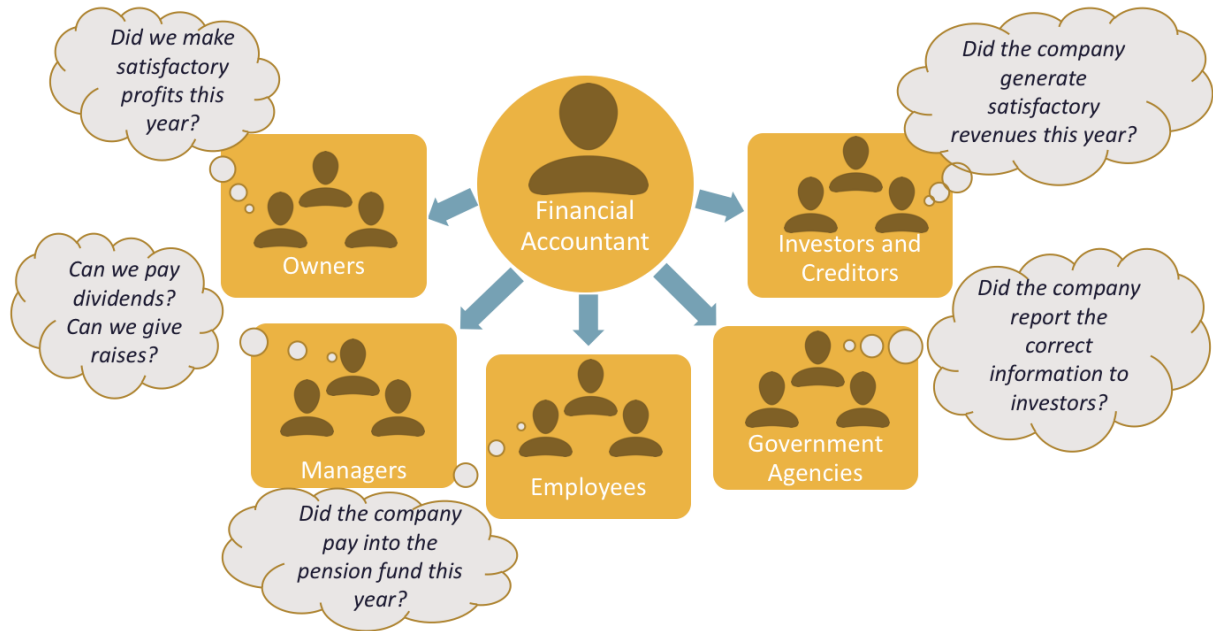 Did we make
satisfactory
profits this
year?
Did the company
generate
satisfactory
revenues this year?
Financial
Accountant
Owners
Investors and
Creditors
Can we pay
dividends?
Can we give
raises?
Did the company
report the
correct
information to
investors?
Managers
Employees
Government
Agencies
Did the company
pay into the
pension fund this
year?